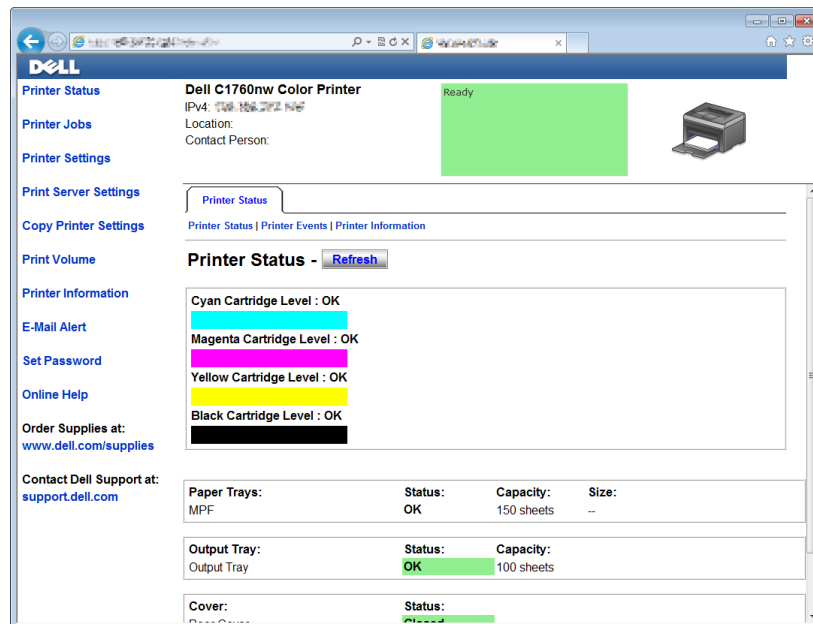 DELL
Printer Status
Printer Jobs
Printer Settings
Print Server Settings
Copy Printer Settings
Print Volume
Printer Information
E-Mail Alert
Set Password
Online Help
Order Supplies at:
www.dell.com/supplies
Contact Dell Support at:
support.dell.com
Dell C1760nw Color Printer
IPv4:
Location:
Contact Person:
Ready
Printer Status
Printer Status | Printer Events | Printer Information
Printer Status - Refresh
Cyan Cartridge Level : OK
Magenta Cartridge Level : OK
Yellow Cartridge Level : OK
Black Cartridge Level : OK
Paper Trays: Status: Capacity: Size:
MPF OK 150 sheets --
Output Tray: Status: Capacity:
Output Tray OK 100 sheets
Cover: Status:
Rear Cover Closed